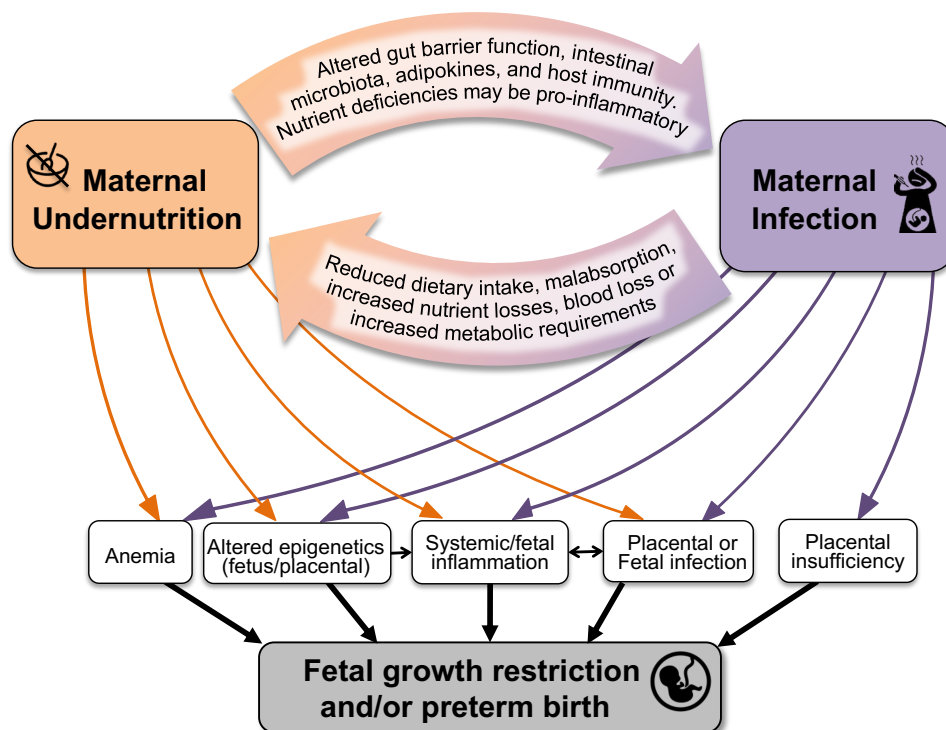 Altered gut barrier function, intestinal
microbiota, adipokines, and host immunity.
Nutrient deficiencies may be pro-inflammatory
Maternal
Undernutrition
Maternal
Infection
Reduced dietary intake, malabsorption,
increased nutrient losses, blood loss or
increased metabolic requirements
Anemia
Altered epigenetics
(fetus/placental)
Systemic/fetal
inflammation
Placental or
Fetal infection
Placental
insufficiency
Fetal growth restriction
and/or preterm birth